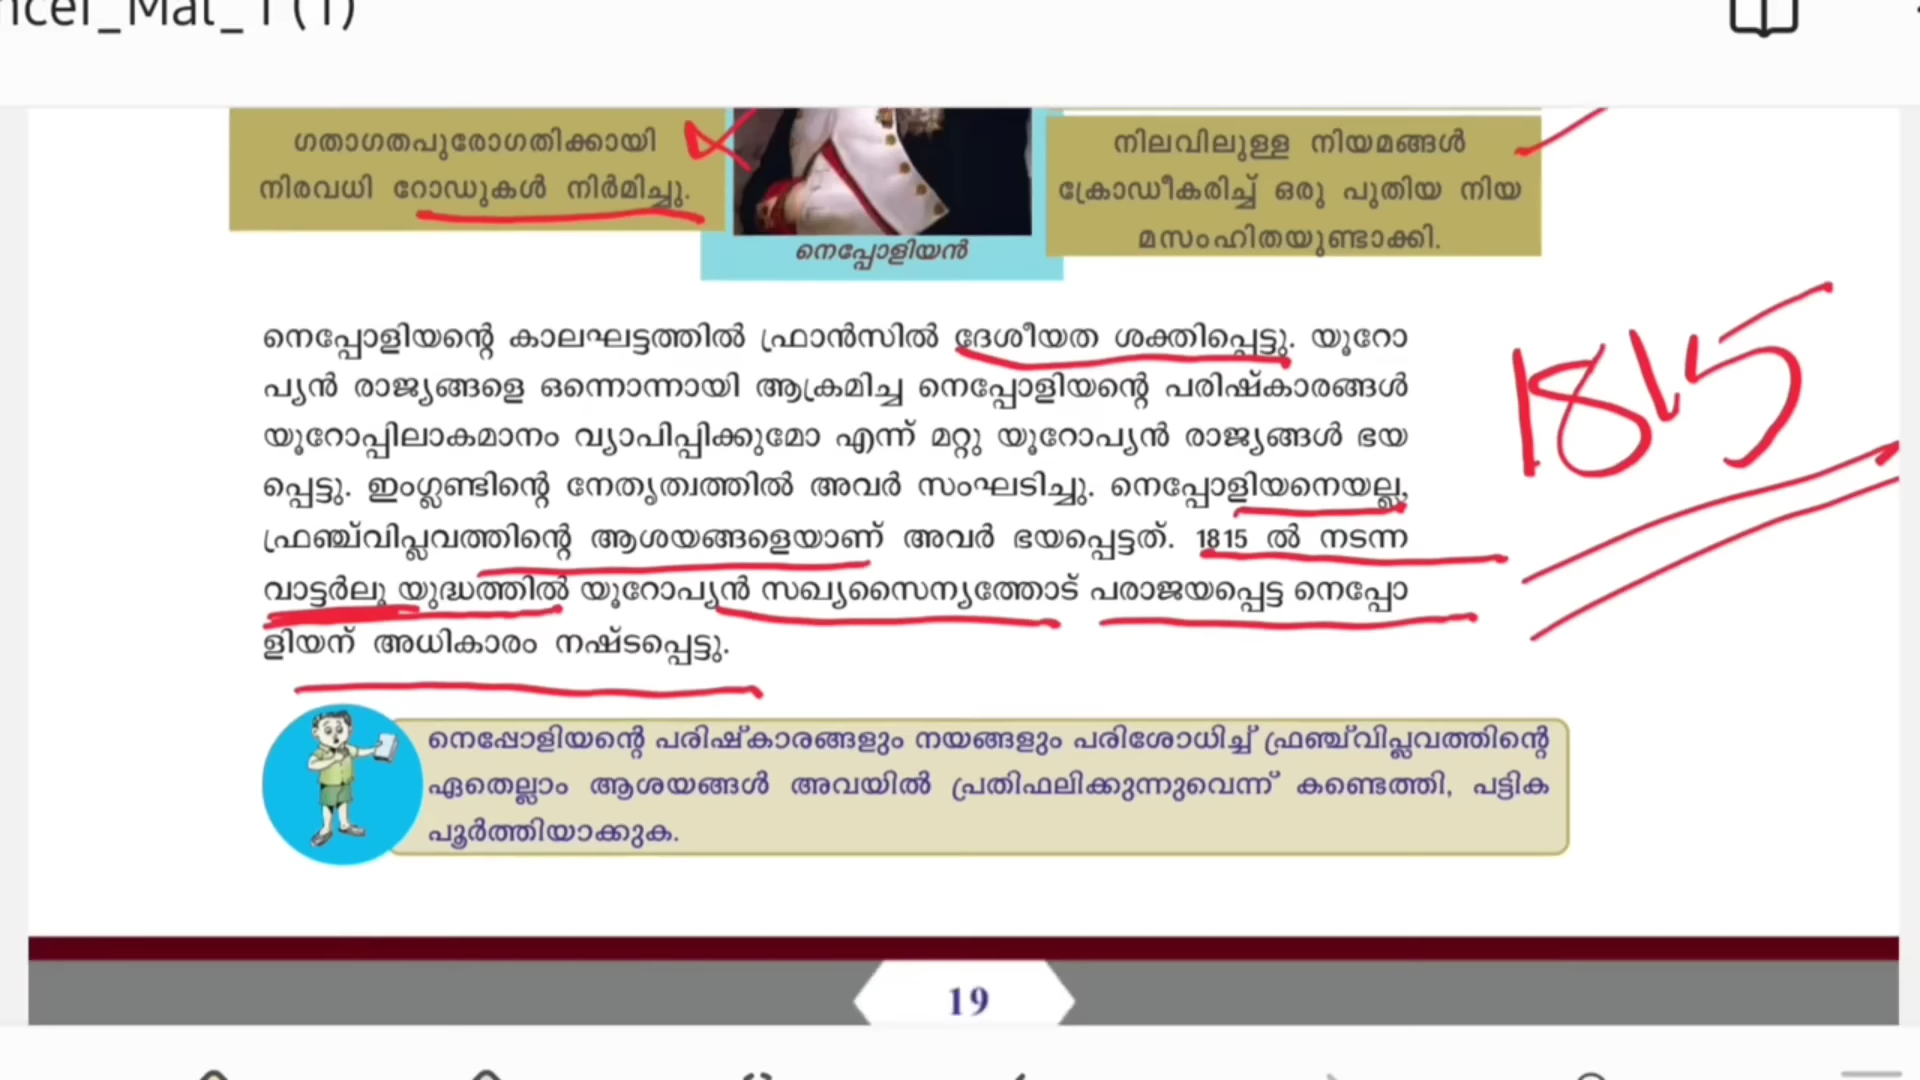 ncef_Mal_1 (1)
ഗതാഗതപുരോഗതിക്കായി
നിരവധി റോഡുകൾ നിർമിച്ചു.
നെപ്പോളിയൻ
നിലവിലുള്ള നിയമങ്ങൾ
ക്രോഡീകരിച്ച് ഒരു പുതിയ നിയ
മസംഹിതയുണ്ടാക്കി.
നെപ്പോളിയന്റെ കാലഘട്ടത്തിൽ ഫ്രാൻസിൽ ദേശീയത ശക്തിപ്പെട്ടു. യൂറോ
പ്യൻ രാജ്യങ്ങളെ ഒന്നൊന്നായി ആക്രമിച്ച നെപ്പോളിയന്റെ പരിഷ്കാരങ്ങൾ
യൂറോപ്പിലാകമാനം വ്യാപിപ്പിക്കുമോ എന്ന് മറ്റു യൂറോപ്യൻ രാജ്യങ്ങൾ ഭയ
പ്പെട്ടു. ഇംഗ്ലണ്ടിന്റെ നേതൃത്വത്തിൽ അവർ സംഘടിച്ചു. നെപ്പോളിയനെയല്ല,
ഫ്രഞ്ച്‌വിപ്ലവത്തിന്റെ ആശയങ്ങളെയാണ് അവർ ഭയപ്പെട്ടത്. 1815 ൽ നടന്ന
വാട്ടർലൂ യുദ്ധത്തിൽ യൂറോപ്യൻ സഖ്യസൈന്യത്തോട് പരാജയപ്പെട്ട നെപ്പോ
ളിയന് അധികാരം നഷ്ടപ്പെട്ടു.
1815
നെപ്പോളിയന്റെ പരിഷ്കാരങ്ങളും നയങ്ങളും പരിശോധിച്ച് ഫ്രഞ്ച്‌വിപ്ലവത്തിന്റെ
ഏതെല്ലാം ആശയങ്ങൾ അവയിൽ പ്രതിഫലിക്കുന്നുവെന്ന് കണ്ടെത്തി, പട്ടിക
പൂർത്തിയാക്കുക.
19